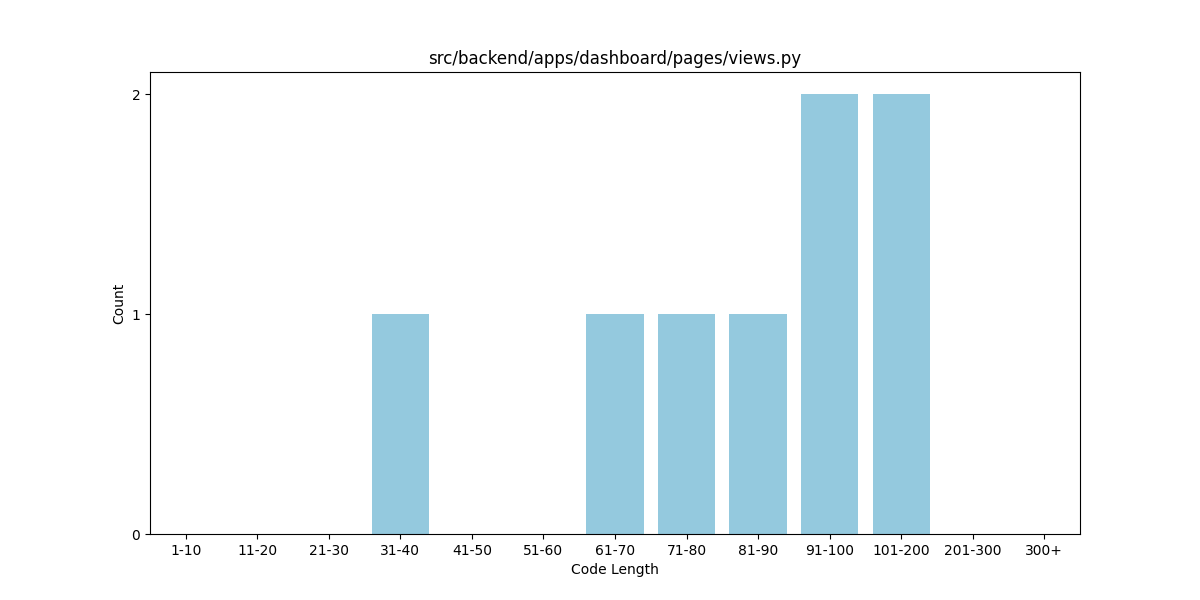 src/backend/apps/dashboard/pages/views.py
2
1
0
Count
1-10 11-20 21-30 31-40 41-50 51-60 61-70 71-80 81-90 91-100 101-200 201-300 300+
Code Length